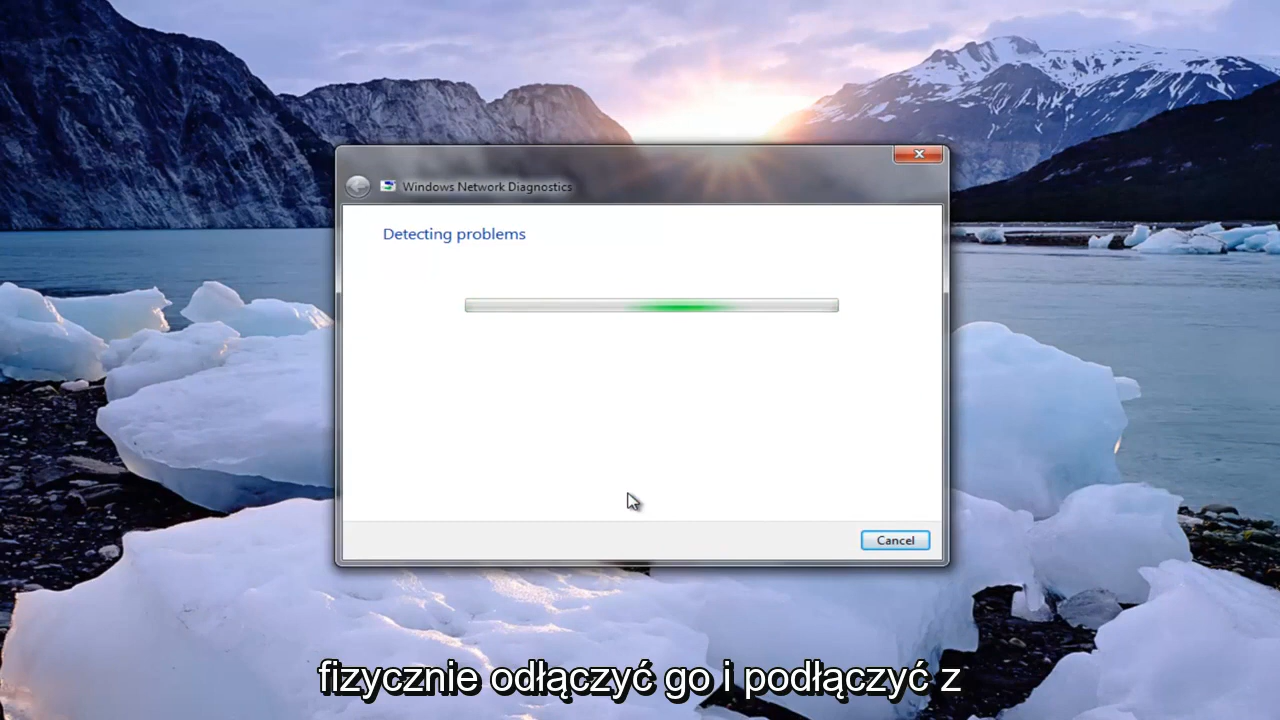 Windows Network Diagnostics
Detecting problems
Cancel
fizycznie odłączyć go i podłączyć z